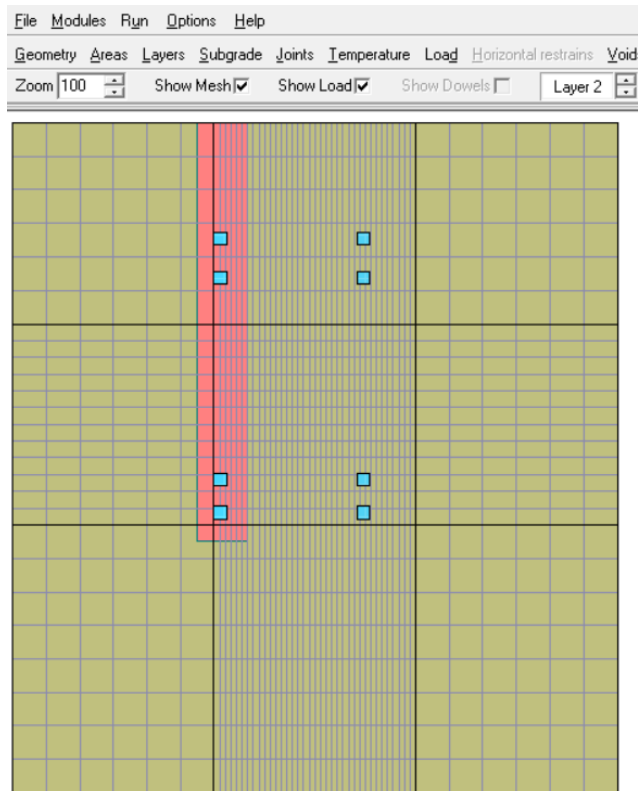 File Modules Run Options Help
Geometry Areas Layers Subgrade Joints Temperature Load Horizontal restrains Void
Zoom 100 Show Mesh Show Load Show Dowels Layer 2